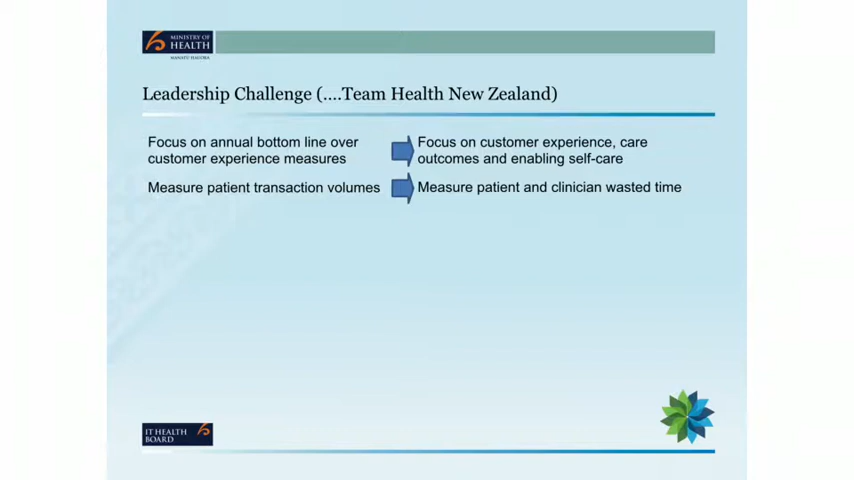 MINISTRY OF
HEALTH
MANATŪ HAUORA
Leadership Challenge (....Team Health New Zealand)
Focus on annual bottom line over
customer experience measures
Focus on customer experience, care
outcomes and enabling self-care
Measure patient transaction volumes
Measure patient and clinician wasted time
IT HEALTH
BOARD